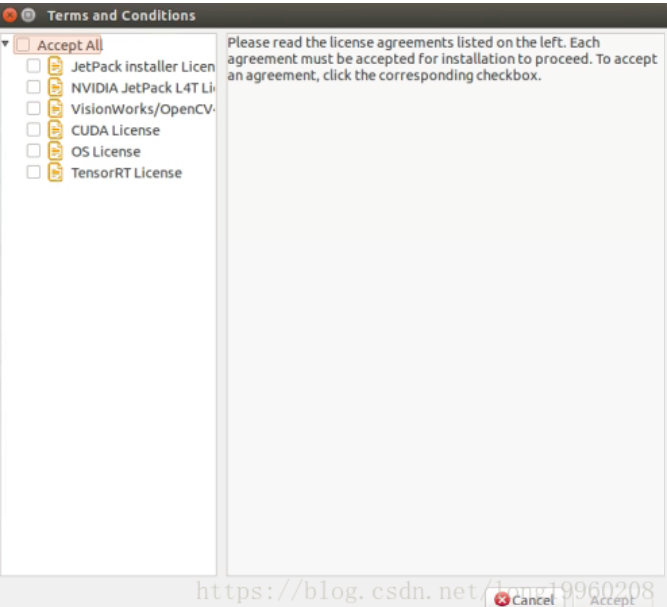 Terms and Conditions
Accept All
JetPack installer Licen
NVIDIA JetPack L4T Li
VisionWorks/OpenCV-
CUDA License
OS License
TensorRT License
Please read the license agreements listed on the left. Each
agreement must be accepted for installation to proceed. To accept
an agreement, click the corresponding checkbox.
https://blog.csdn.net/long19960208
Cancel
Accept